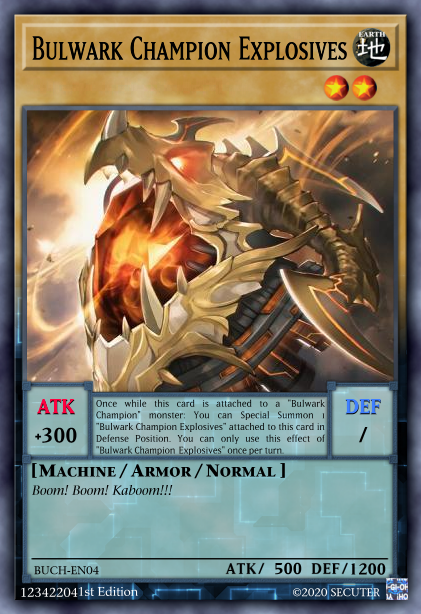 BULWARK CHAMPION EXPLOSIVES
EARTH
地
ATK
+300
Once while this card is attached to a "Bulwark
Champion" monster: You can Special Summon 1
"Bulwark Champion Explosives" attached to this card in
Defense Position. You can only use this effect of
"Bulwark Champion Explosives" once per turn.
DEF
/
[MACHINE / ARMOR / NORMAL ]
Boom! Boom! Kaboom!!!
BUCH-EN04
ATK/ 500 DEF/1200
123422041st Edition
©2020 SECUTER